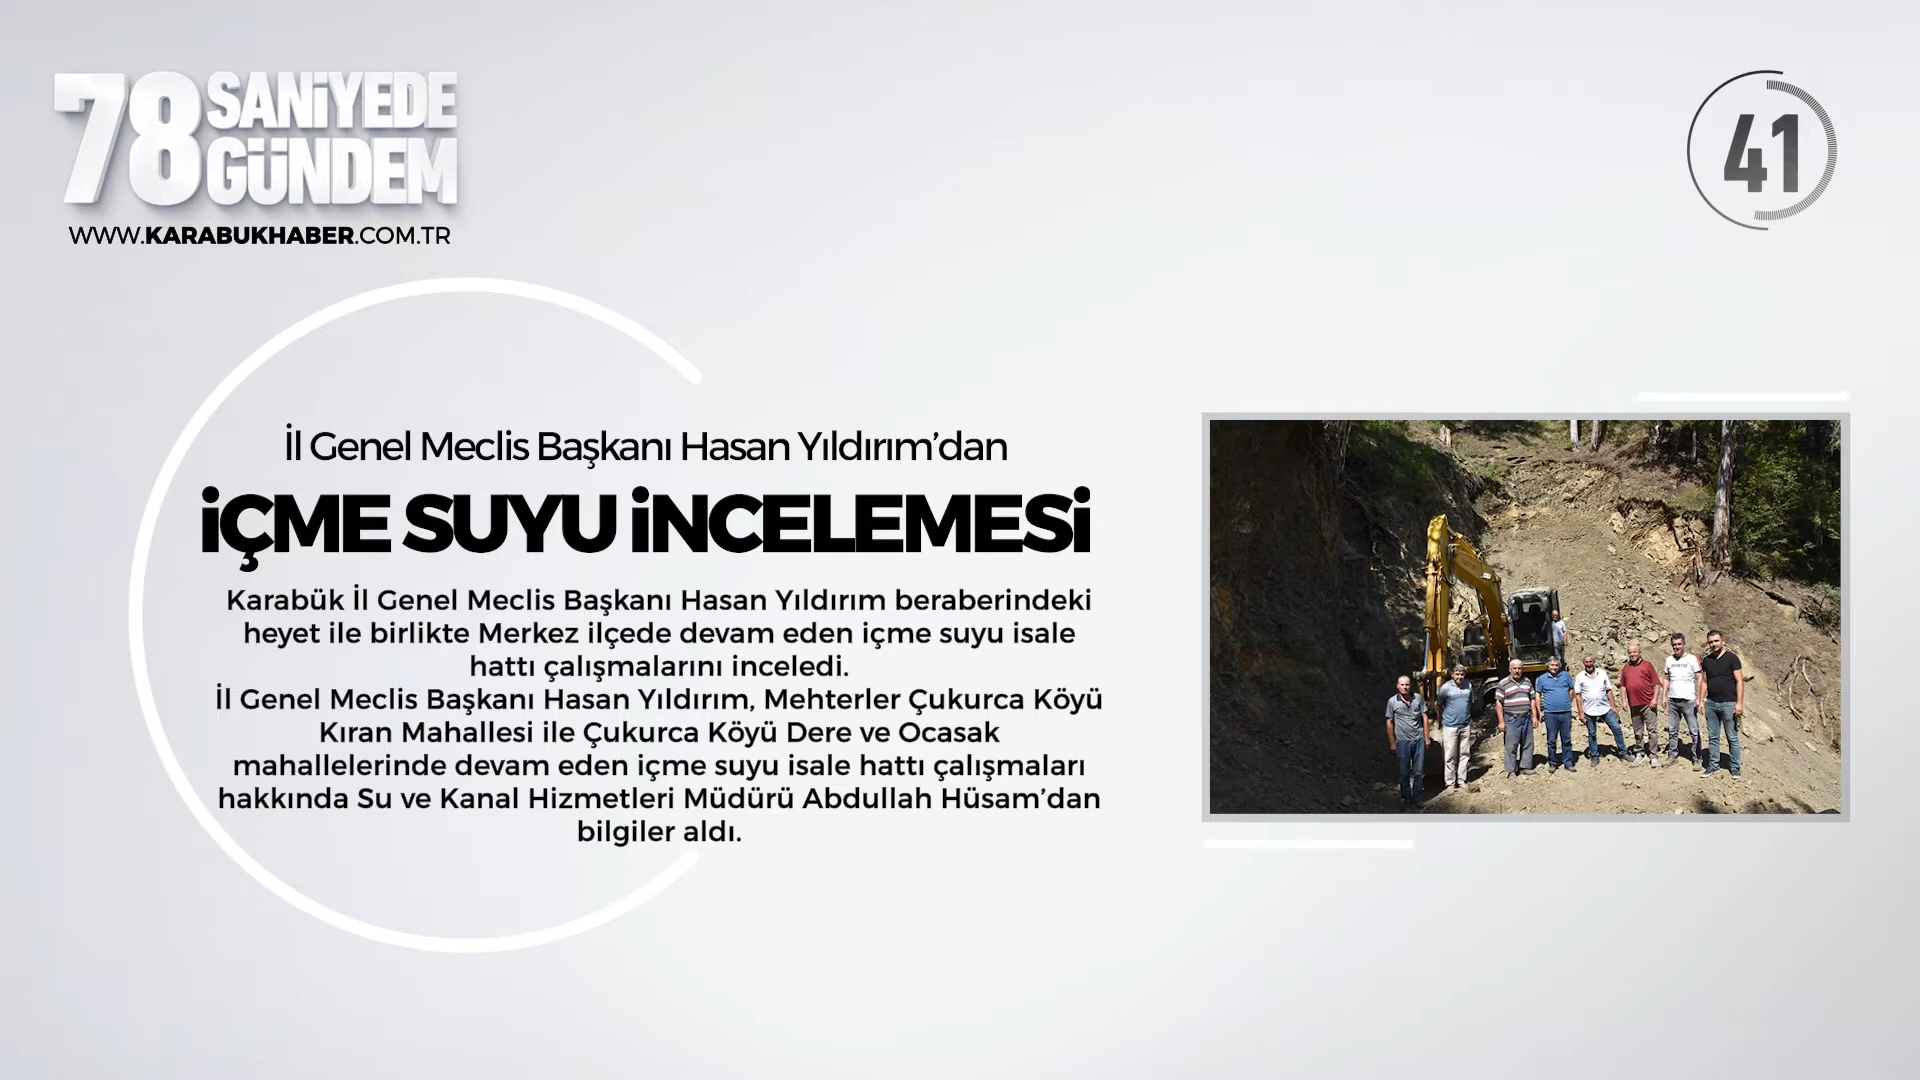 78 SANİYEDE
GÜNDEM
WWW.KARABUKHABER.COM.TR
41
İl Genel Meclis Başkanı Hasan Yıldırım’dan
İÇME SUYU İNCELEMESİ
Karabük İl Genel Meclis Başkanı Hasan Yıldırım beraberindeki
heyet ile birlikte Merkez ilçede devam eden içme suyu isale
hattı çalışmalarını inceledi.
İl Genel Meclis Başkanı Hasan Yıldırım, Mehterler Çukurca Köyü
Kıran Mahallesi ile Çukurca Köyü Dere ve Ocasak
mahallelerinde devam eden içme suyu isale hattı çalışmaları
hakkında Su ve Kanal Hizmetleri Müdürü Abdullah Hüsam’dan
bilgiler aldı.